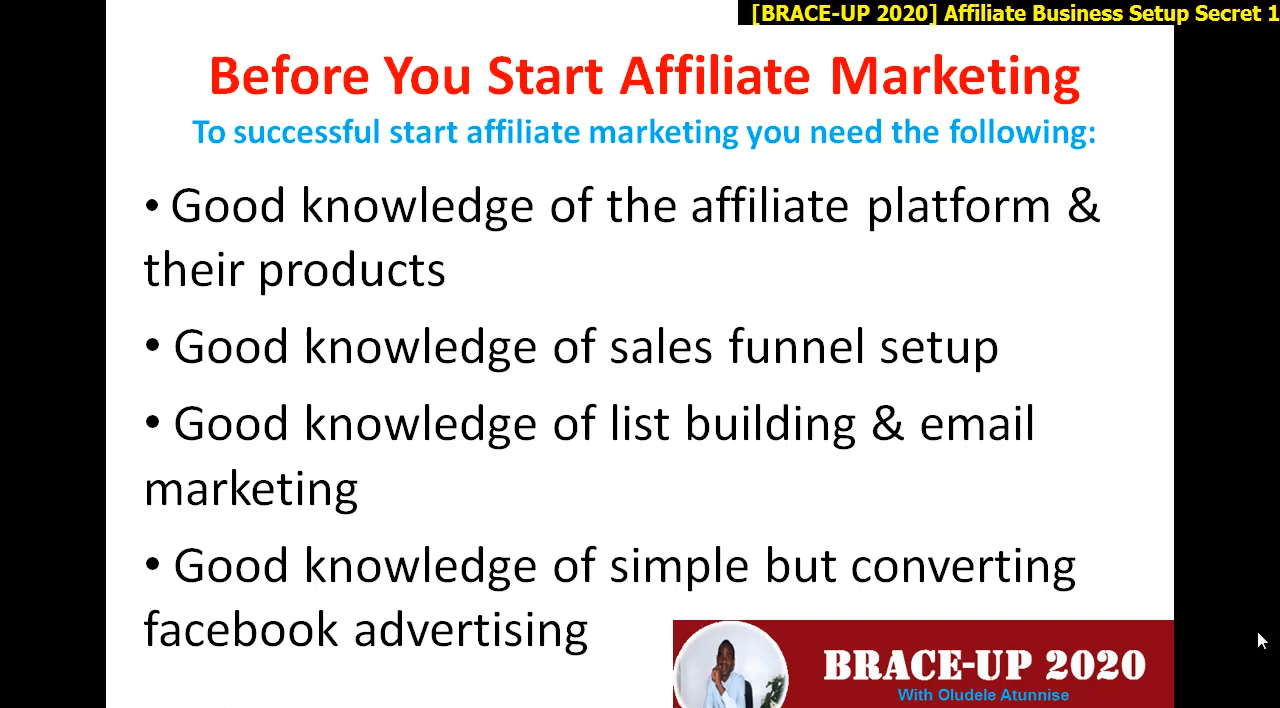 [BRACE-UP 2020] Affiliate Business Setup Secret 1
Before You Start Affiliate Marketing
To successful start affiliate marketing you need the following:
• Good knowledge of the affiliate platform &
their products
• Good knowledge of sales funnel setup
• Good knowledge of list building & email
marketing
• Good knowledge of simple but converting
facebook advertising
BRACE-UP 2020
With Oludele Atunnise